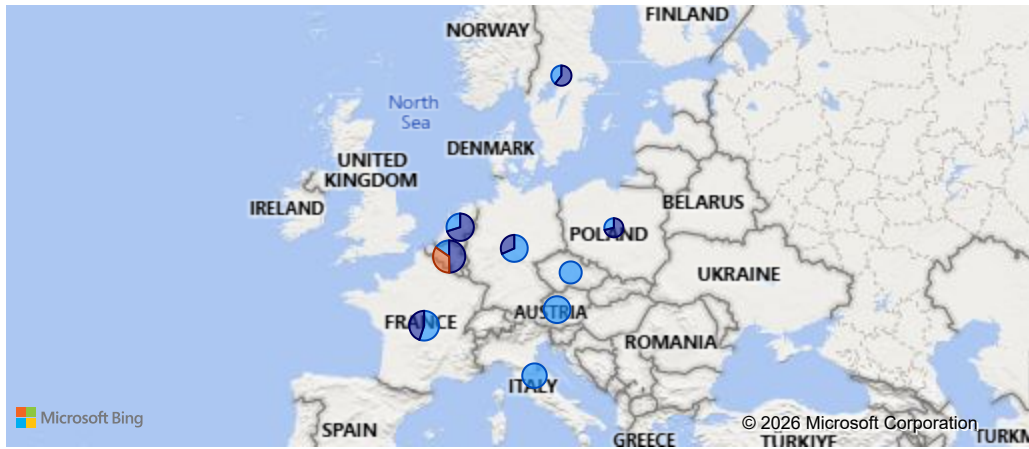 FINLAND
NORWAY
North
Sea
DENMARK
UNITED
KINGDOM
IRELAND
BELARUS
POLAND
UKRAINE
AUSTRIA
FRANCE
ROMANIA
ITALY
Microsoft Bing
SPAIN
© 2026 Microsoft Corporation
GREECE
TÜRKIYE
TURKM